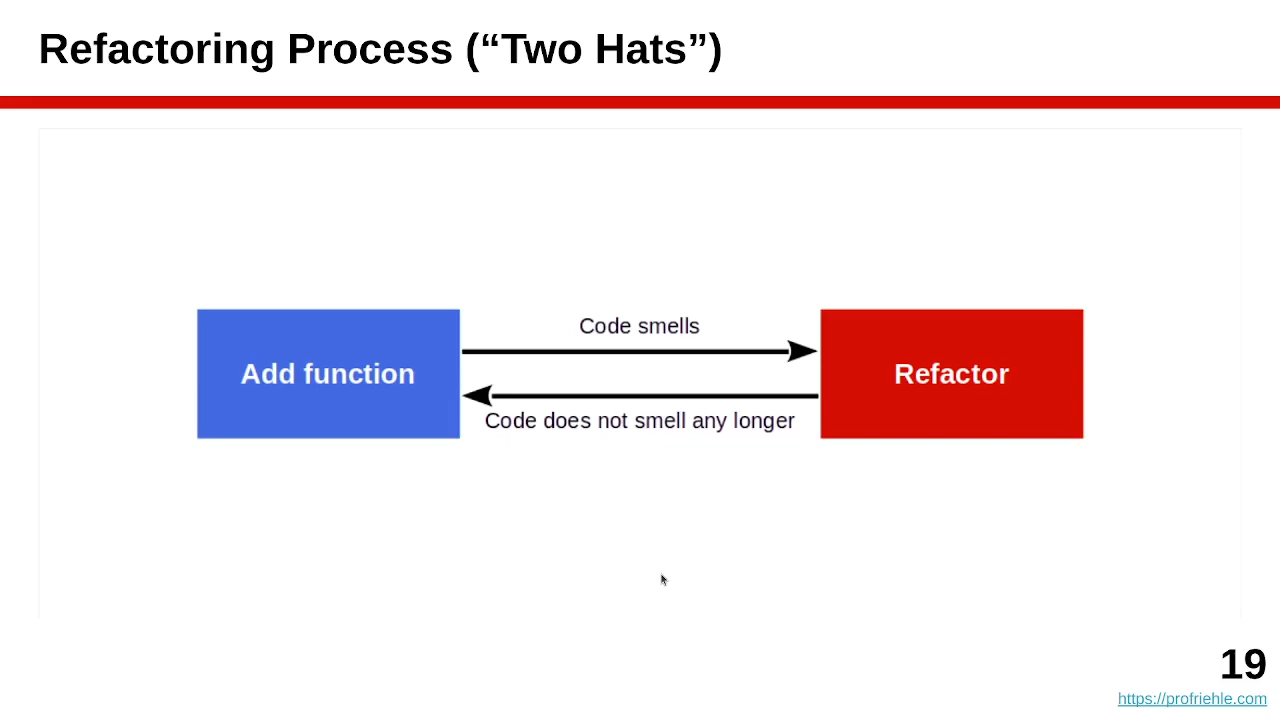 Refactoring Process (“Two Hats”)
Code smells
Add function
Refactor
Code does not smell any longer
19
https://profriehle.com